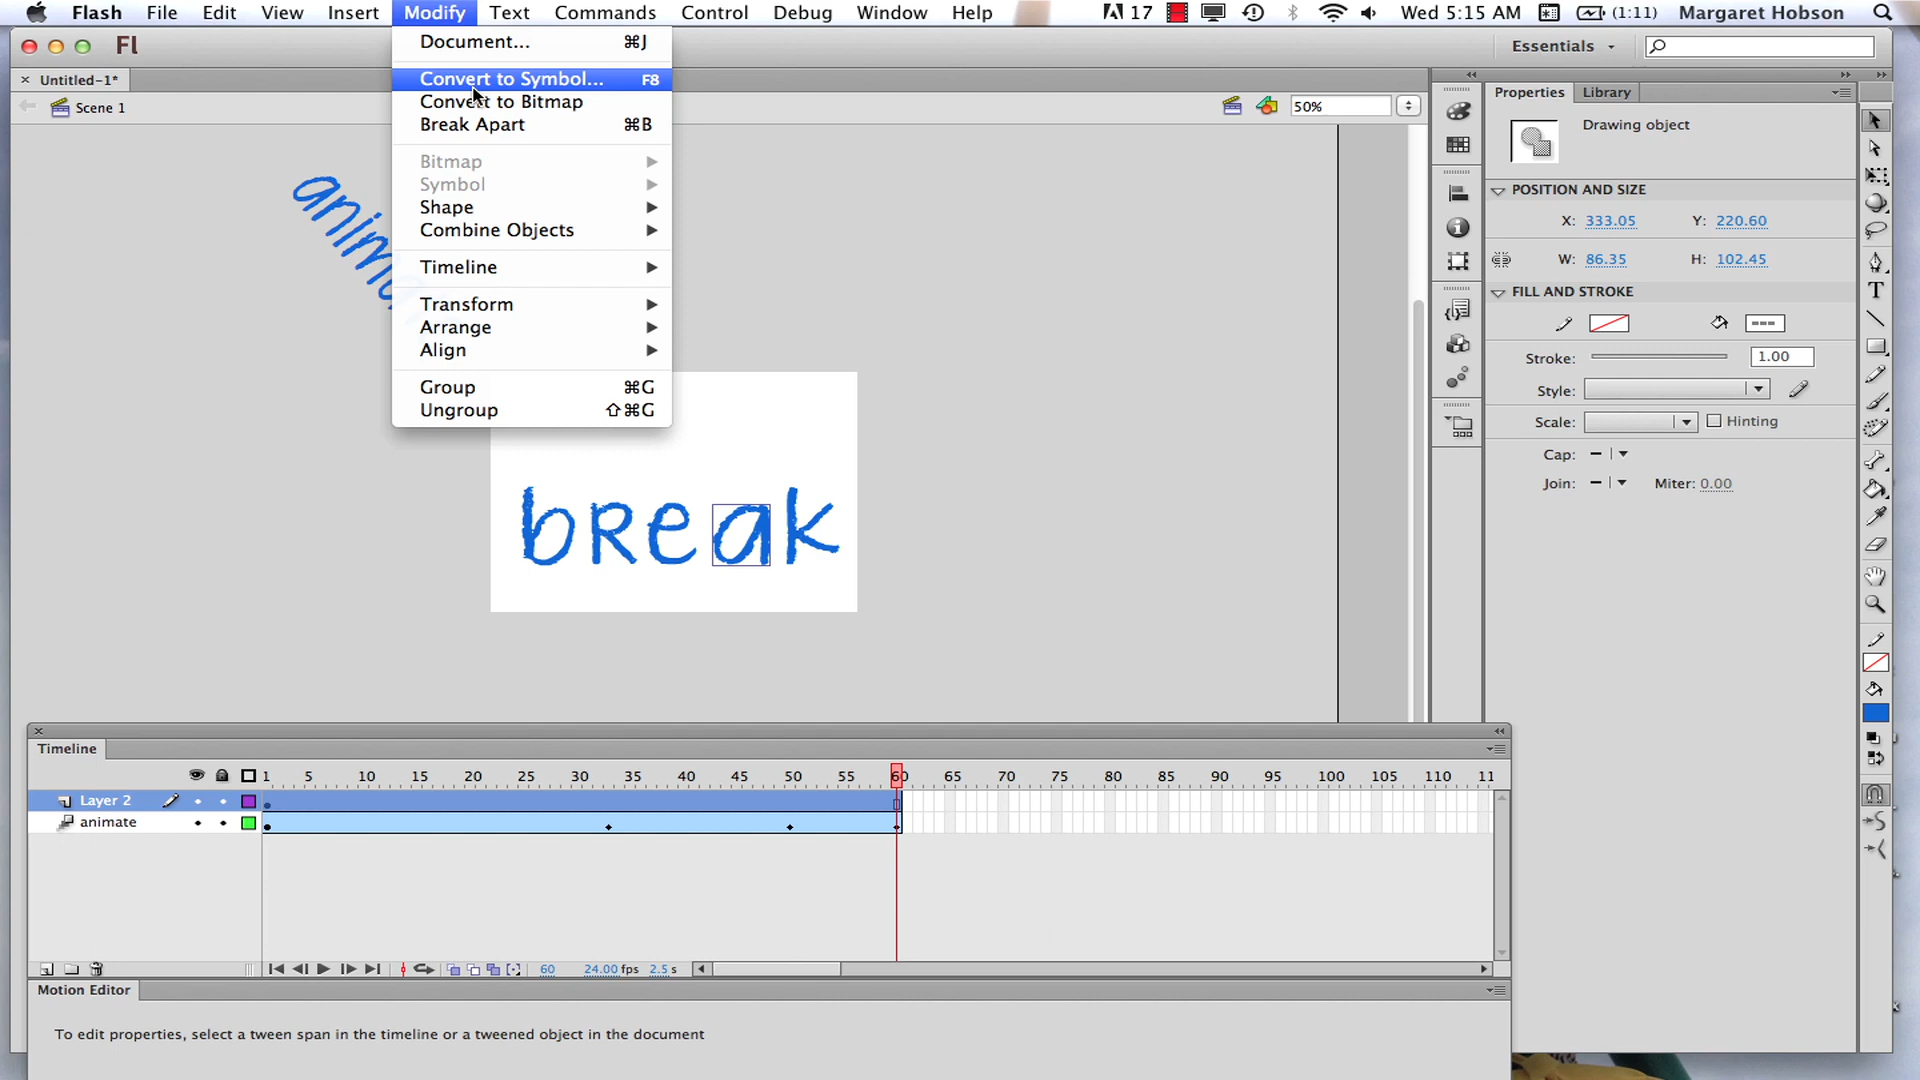 Flash File Edit View Insert Modify Text Commands Control Debug Window Help 17 Wed 5:15 AM (1:11) Margaret Hobson
Fl Essentials
Untitled-1*
Scene 1 50%
Document... ⌘J
Convert to Symbol... F8
Convert to Bitmap
Break Apart ⌘B
Bitmap
Symbol
Shape
Combine Objects
Timeline
Transform
Arrange
Align
Group ⌘G
Ungroup ⇧⌘G
break
Properties Library
Drawing object
POSITION AND SIZE
X: 333.05 Y: 220.60
W: 86.35 H: 102.45
FILL AND STROKE
Stroke: 1.00
Style:
Scale: Hinting
Cap:
Join: Miter: 0.00
Timeline
1 5 10 15 20 25 30 35 40 45 50 55 60 65 70 75 80 85 90 95 100 105 110 11
Layer 2
animate
60 24.00 fps 2.5 s
Motion Editor
To edit properties, select a tween span in the timeline or a tweened object in the document